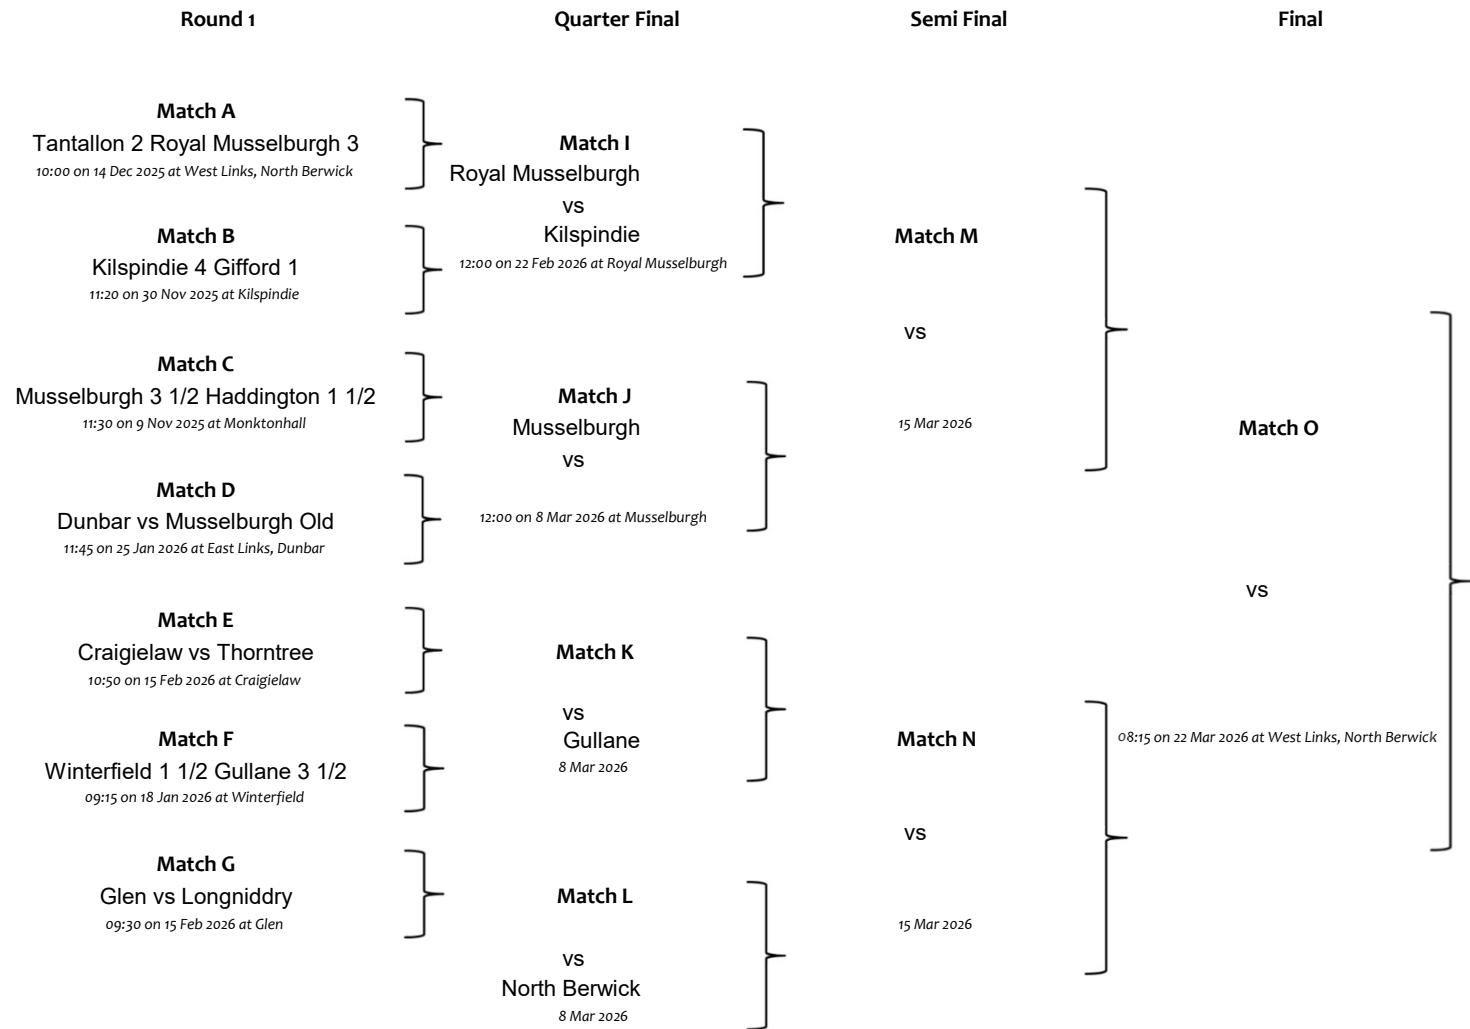 Round 1
Quarter Final
Semi Final
Final
Match A
Tantallon 2 Royal Musselburgh 3
10:00 on 14 Dec 2025 at West Links, North Berwick
Match B
Kilspindie 4 Gifford 1
11:20 on 30 Nov 2025 at Kilspindie
Match C
Musselburgh 3 1/2 Haddington 1 1/2
11:30 on 9 Nov 2025 at Monktonhall
Match D
Dunbar vs Musselburgh Old
11:45 on 25 Jan 2026 at East Links, Dunbar
Match E
Craigielaw vs Thorntree
10:50 on 15 Feb 2026 at Craigielaw
Match F
Winterfield 1 1/2 Gullane 3 1/2
09:15 on 18 Jan 2026 at Winterfield
Match G
Glen vs Longniddry
09:30 on 15 Feb 2026 at Glen
Match I
Royal Musselburgh
vs
Kilspindie
12:00 on 22 Feb 2026 at Royal Musselburgh
Match J
Musselburgh
vs
12:00 on 8 Mar 2026 at Musselburgh
Match K
vs
Gullane
8 Mar 2026
Match L
vs
North Berwick
8 Mar 2026
Match M
vs
15 Mar 2026
Match N
vs
15 Mar 2026
Match O
vs
08:15 on 22 Mar 2026 at West Links, North Berwick